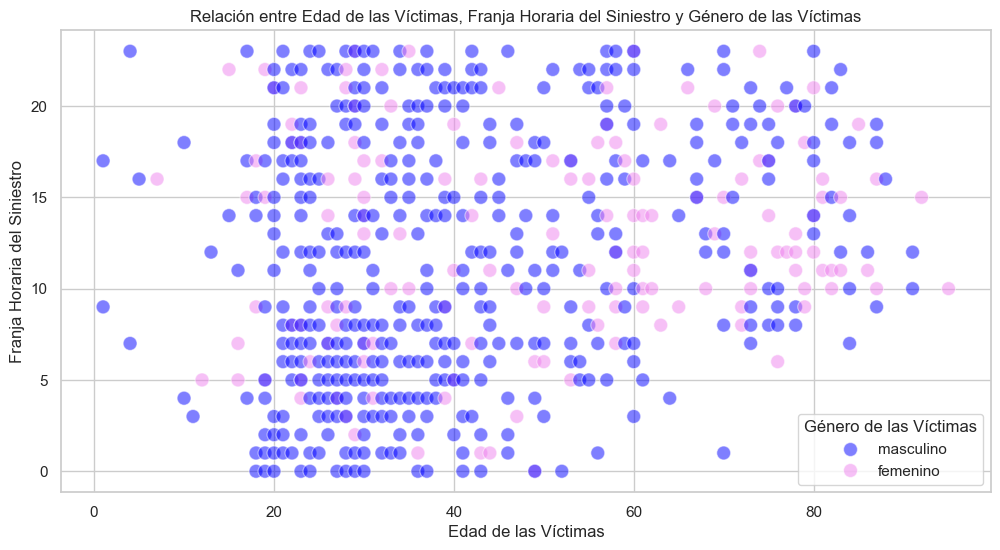 Relación entre Edad de las Víctimas, Franja Horaria del Siniestro y Género de las Víctimas
Franja Horaria del Siniestro
20
15
10
5
0
0 20 40 60 80
Edad de las Víctimas
Género de las Víctimas
masculino
femenino